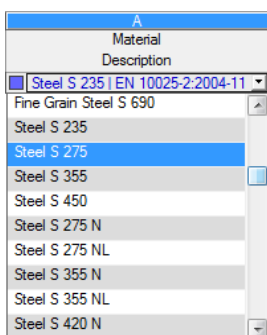 A
Material
Description
Steel S 235 | EN 10025-2:2004-11
Fine Grain Steel S 690
Steel S 235
Steel S 275
Steel S 355
Steel S 450
Steel S 275 N
Steel S 275 NL
Steel S 355 N
Steel S 355 NL
Steel S 420 N